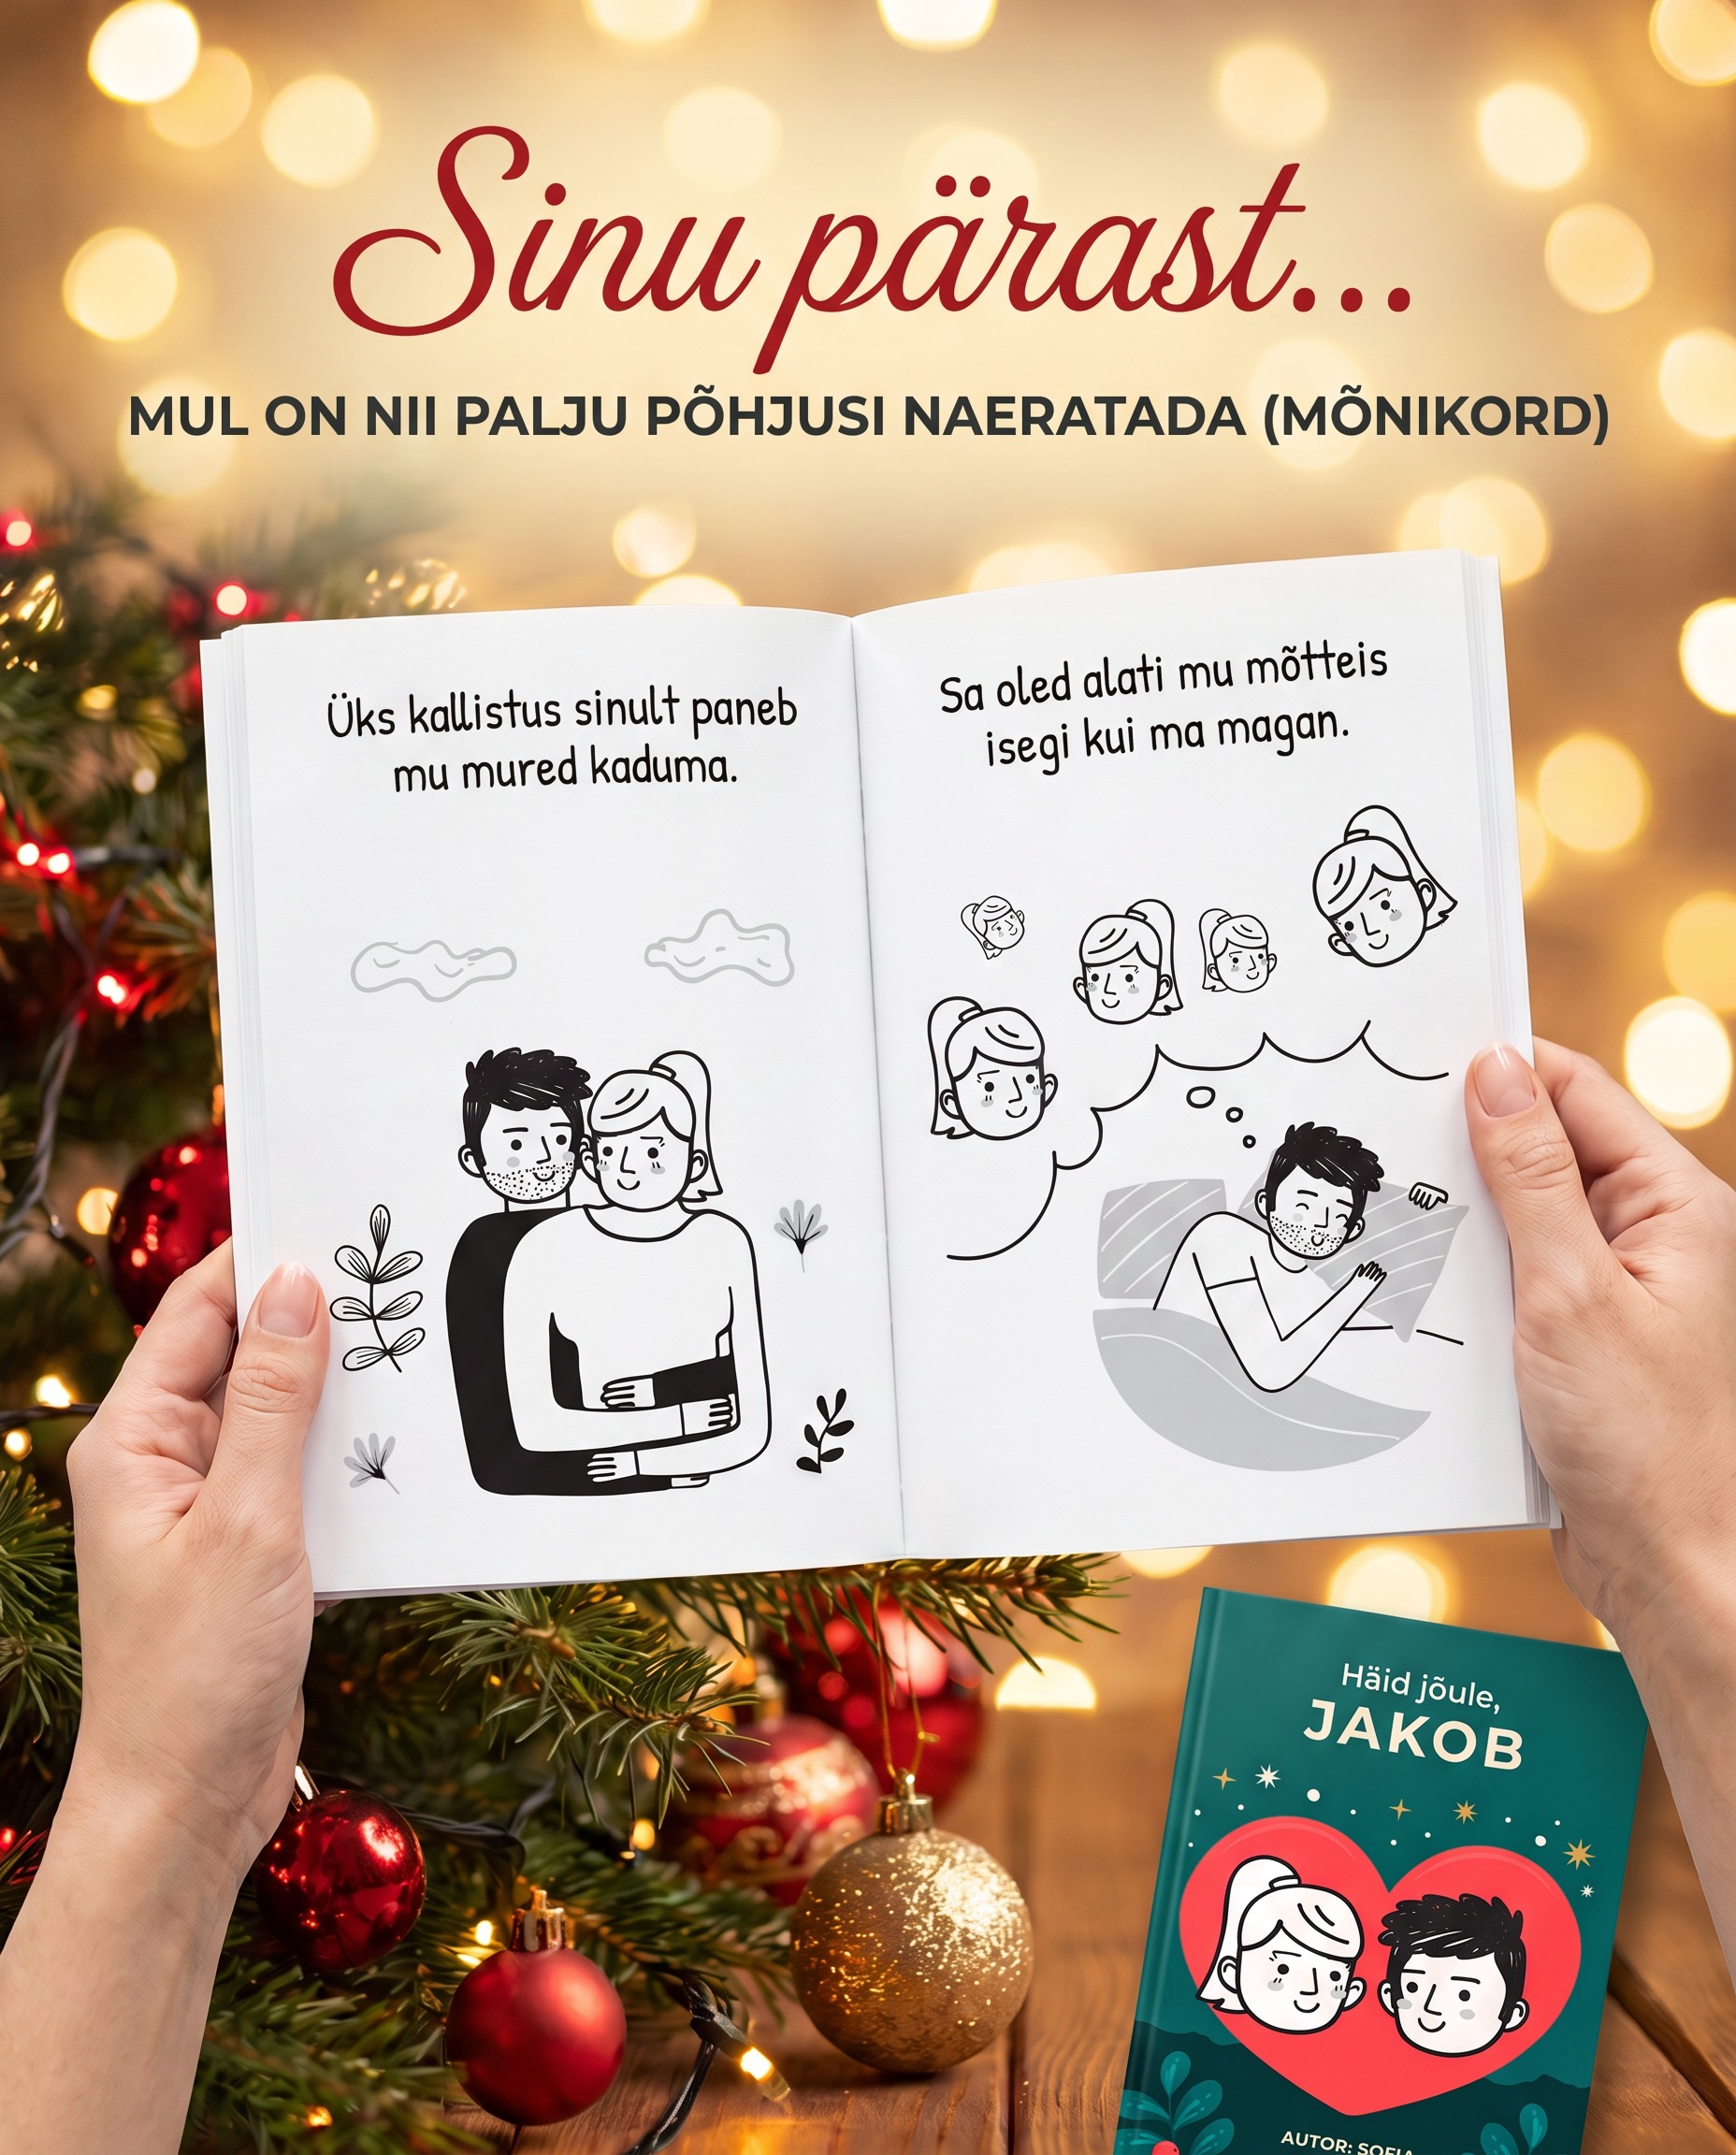 Sinu pärast...
MUL ON NII PALJU PÕHJUSI NAERATADA (MÕNIKORD)
Üks kallistus sinult paneb
mu mured kaduma.
Sa oled alati mu mõtteis
isegi kui ma magan.
Häid jõule,
JAKOB
AUTOR: SOFIA